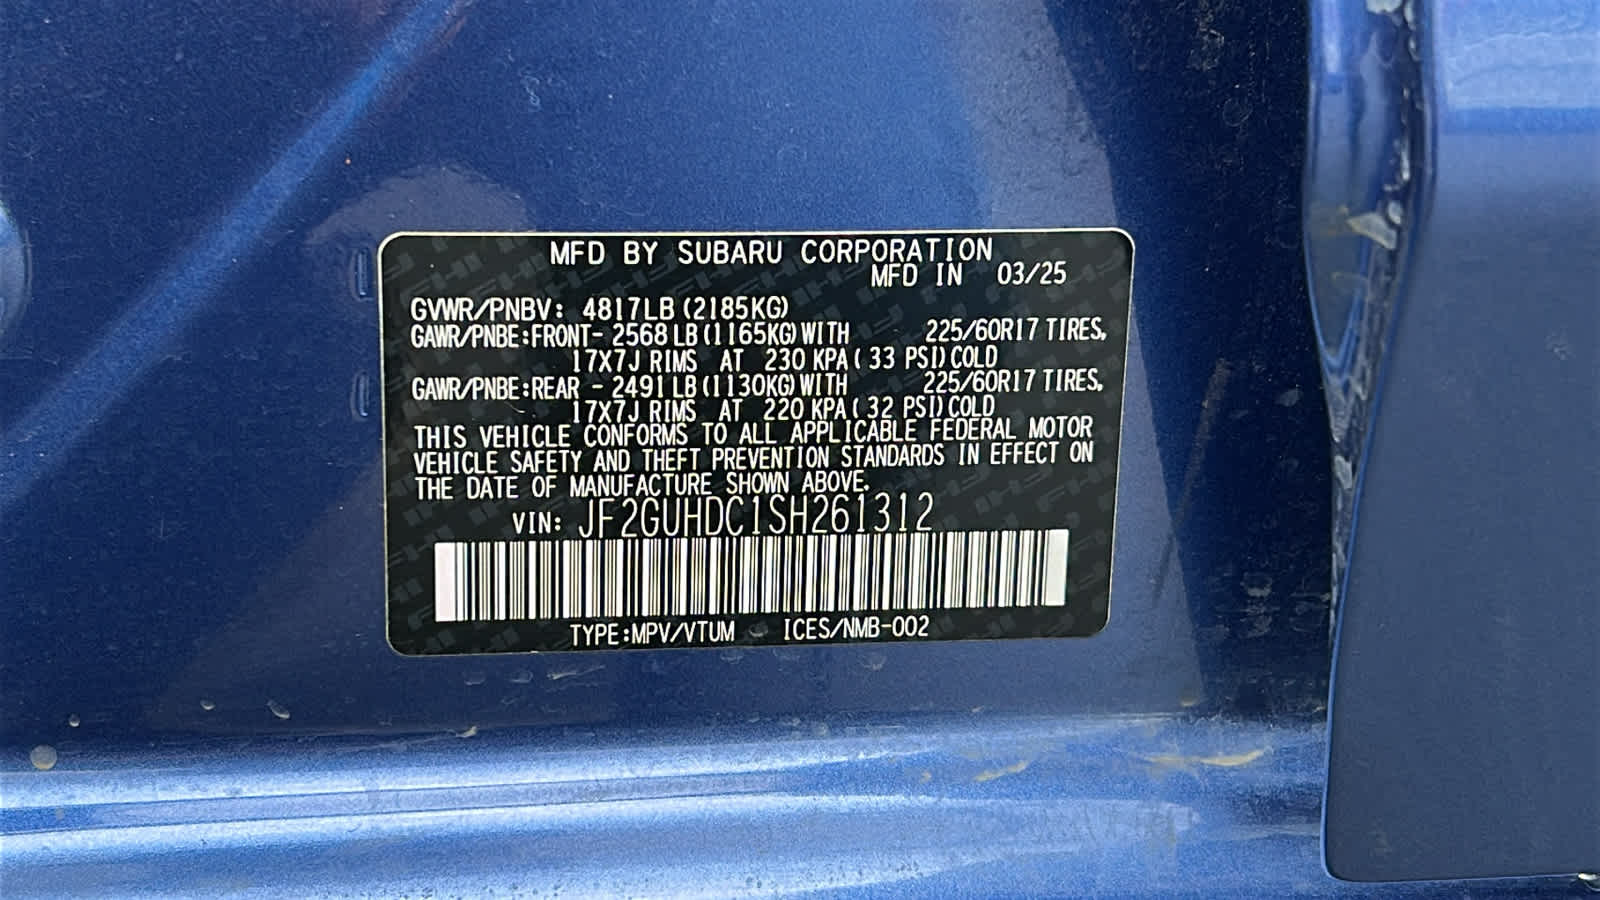 MFD BY SUBARU CORPORATION
MFD IN 03/25
GVWR/PNBV: 4817LB (2185KG)
GAWR/PNBE:FRONT- 2568 LB (1165KG) WITH 225/60R17 TIRES,
17X7J RIMS AT 230 KPA( 33 PSI) COLD
GAWR/PNBE:REAR - 2491 LB (1130KG) WITH 225/60R17 TIRES,
17X7J RIMS AT 220 KPA( 32 PSI) COLD
THIS VEHICLE CONFORMS TO ALL APPLICABLE FEDERAL MOTOR
VEHICLE SAFETY AND THEFT PREVENTION STANDARDS IN EFFECT ON
THE DATE OF MANUFACTURE SHOWN ABOVE.
VIN: JF2GUHDC1SH261312
TYPE:MPV/VTUM ICES/NMB-002